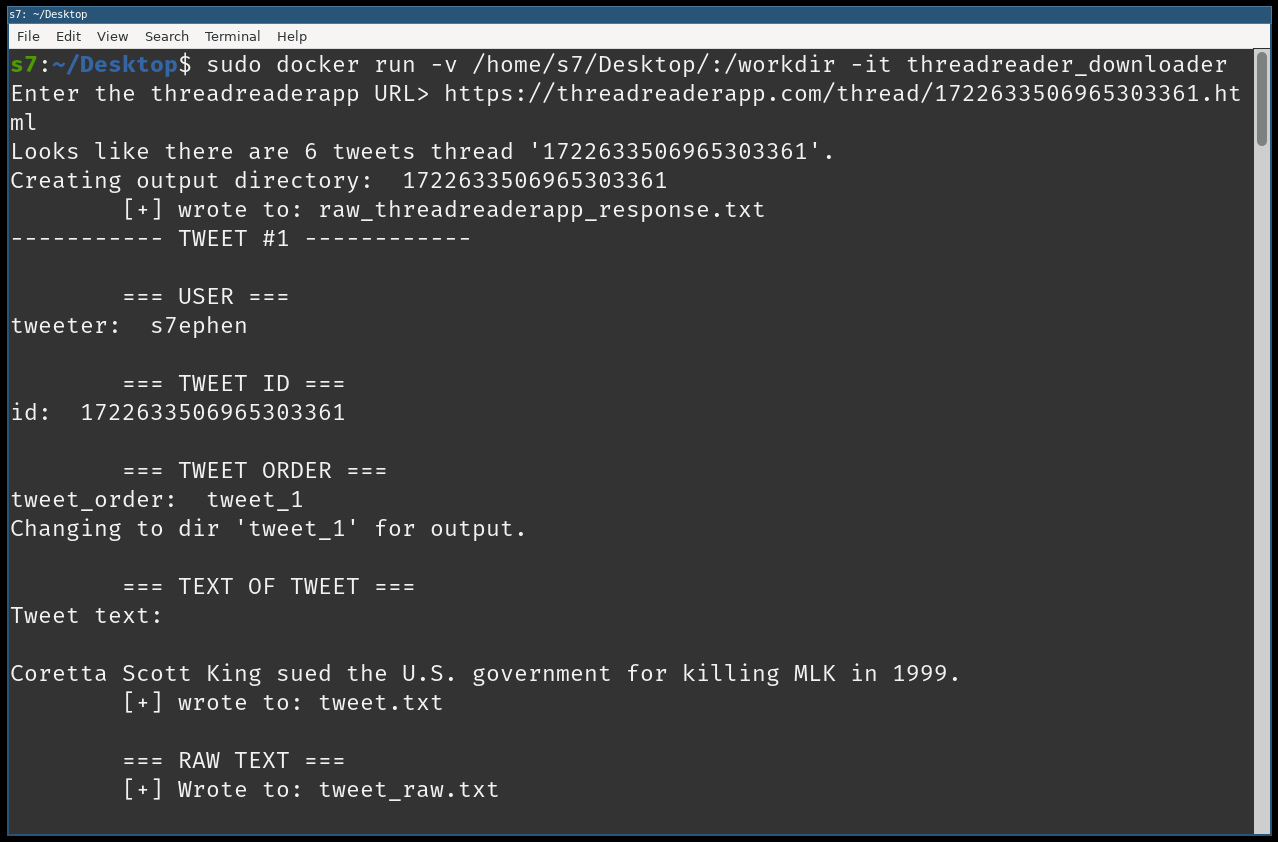 s7: ~/Desktop
File Edit View Search Terminal Help
s7:~/Desktop$ sudo docker run -v /home/s7/Desktop/:/workdir -it threadreader_downloader
Enter the threadreaderapp URL> https://threadreaderapp.com/thread/1722633506965303361.ht
ml
Looks like there are 6 tweets thread '1722633506965303361'.
Creating output directory:  1722633506965303361
        [+] wrote to: raw_threadreaderapp_response.txt
----------- TWEET #1 ------------
        === USER ===
tweeter:  s7ephen
        === TWEET ID ===
id:  1722633506965303361
        === TWEET ORDER ===
tweet_order:  tweet_1
Changing to dir 'tweet_1' for output.
        === TEXT OF TWEET ===
Tweet text:
Coretta Scott King sued the U.S. government for killing MLK in 1999.
        [+] wrote to: tweet.txt
        === RAW TEXT ===
        [+] Wrote to: tweet_raw.txt